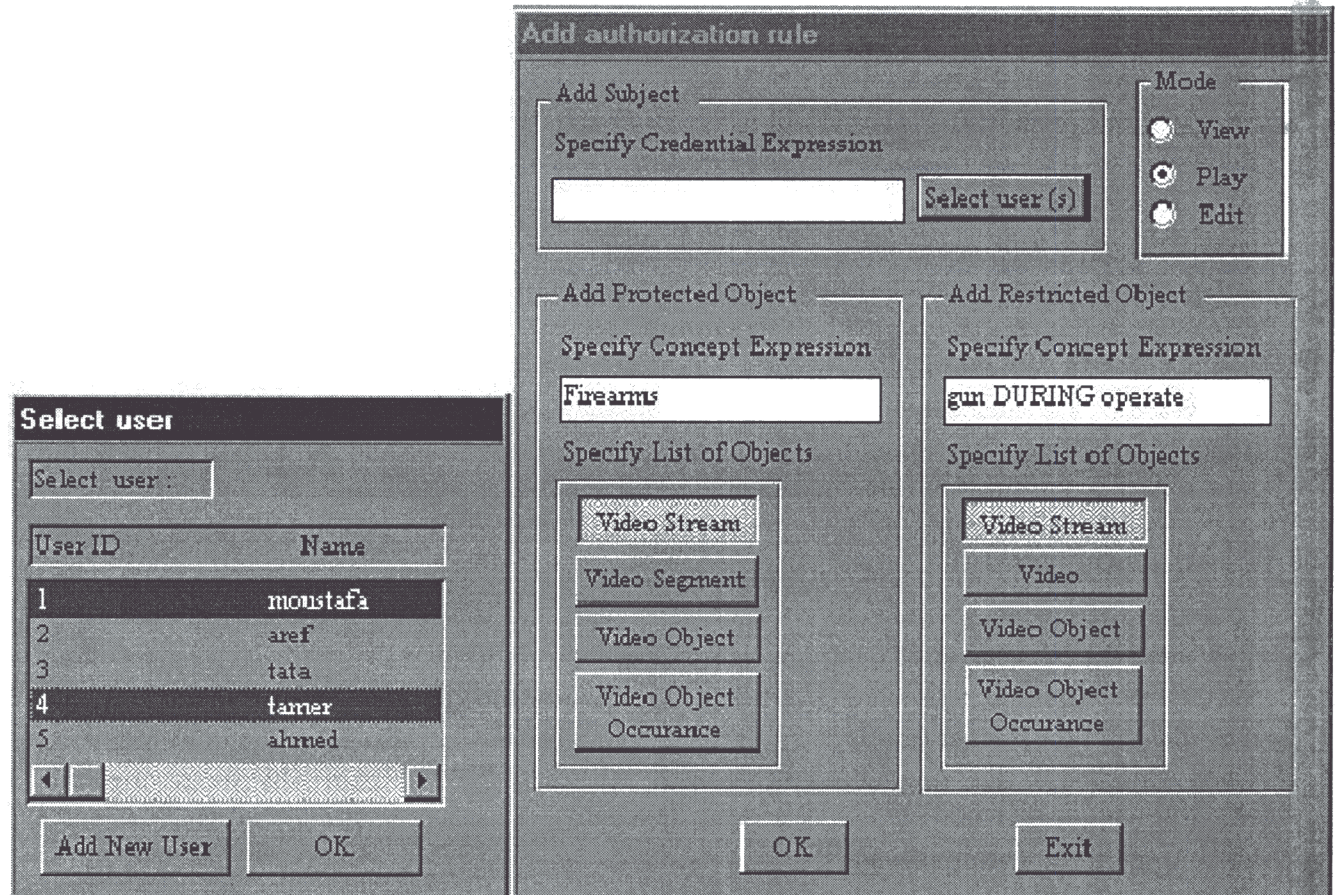 Add authorization rule
Add Subject
Specify Credential Expression
Select user (s)
Mode
View
Play
Edit
Add Protected Object
Specify Concept Expression
Firearms
Specify List of Objects
Video Stream
Video Segment
Video Object
Video Object
Occurance
Add Restricted Object
Specify Concept Expression
gun DURING operate
Specify List of Objects
Video Stream
Video
Video Object
Video Object
Occurance
OK
Exit
Select user
Select user :
User ID Name
1 moustafa
2 aref
3 tata
4 tamer
5 ahmed
Add New User
OK